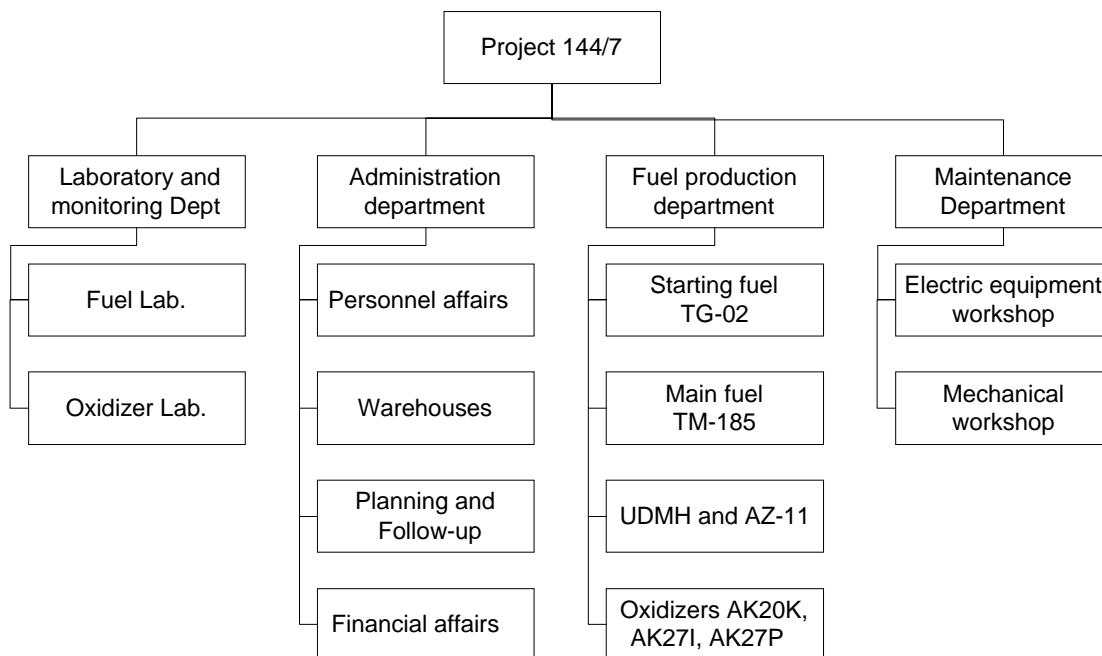 Project 144/7
Laboratory and
monitoring Dept
Administration
department
Fuel production
department
Maintenance
Department
Fuel Lab.
Personnel affairs
Starting fuel
TG-02
Electric equipment
workshop
Oxidizer Lab.
Warehouses
Main fuel
TM-185
Mechanical
workshop
Planning and
Follow-up
UDMH and AZ-11
Financial affairs
Oxidizers AK20K,
AK27I, AK27P